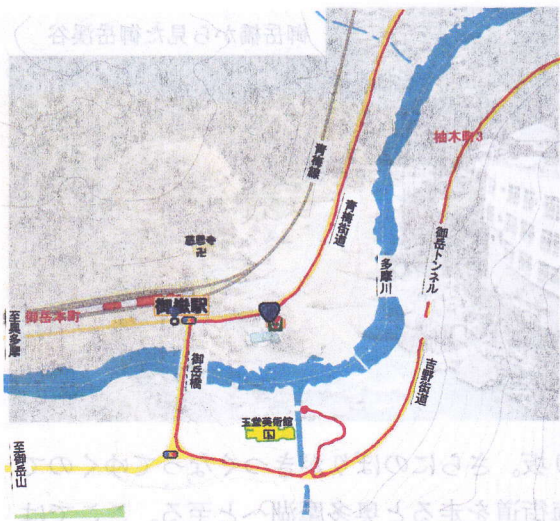 柚木町3
青梅線
青梅街道
御岳トンネル
多摩川
慈恩寺
御嶽駅
御岳本町
至奥多摩
御岳橋
吉野街道
玉堂美術館
至御岳山
御岳橋から見た御岳渓谷